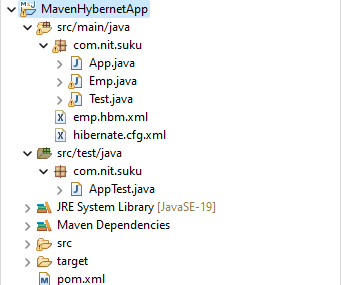 MavenHybernetApp
src/main/java
com.nit.suku
App.java
Emp.java
Test.java
emp.hbm.xml
hibernate.cfg.xml
src/test/java
com.nit.suku
AppTest.java
JRE System Library [JavaSE-19]
Maven Dependencies
src
target
pom.xml